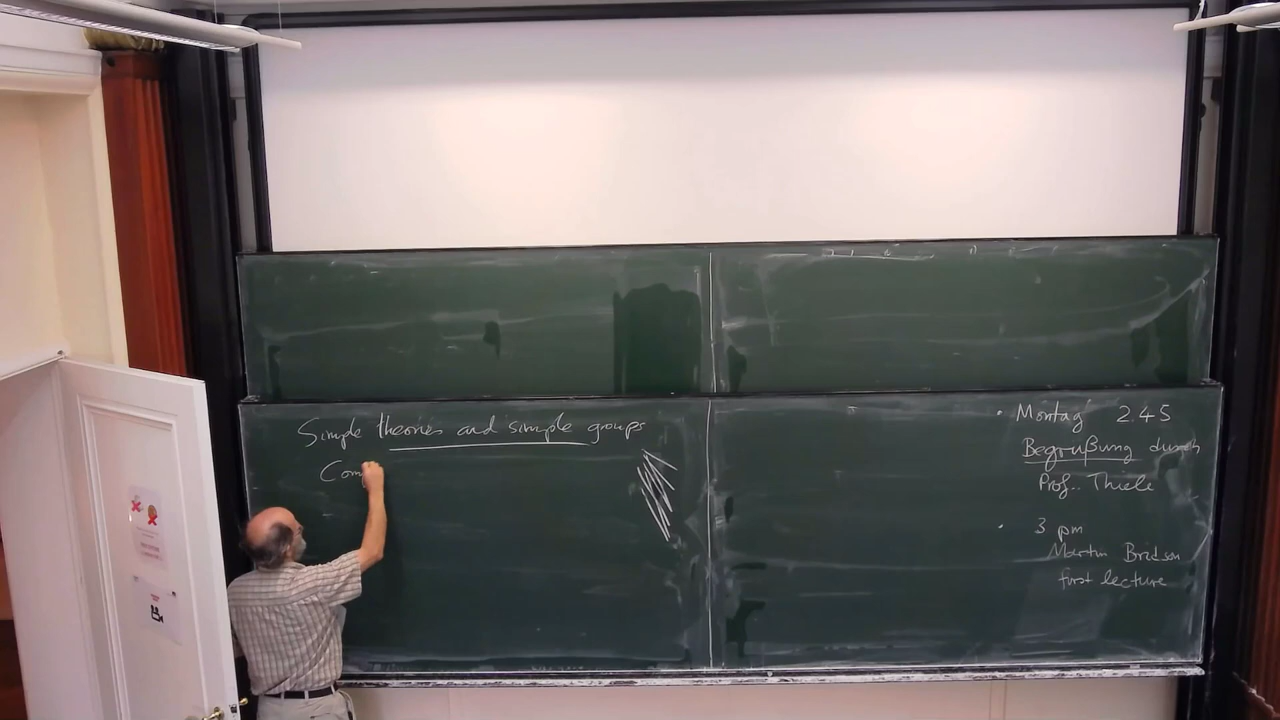 Simple theories and simple groups
Com
• Montag 2.45
Begrüßung durch
Prof. Thiele
• 3 pm
Martin Bridson
first lecture